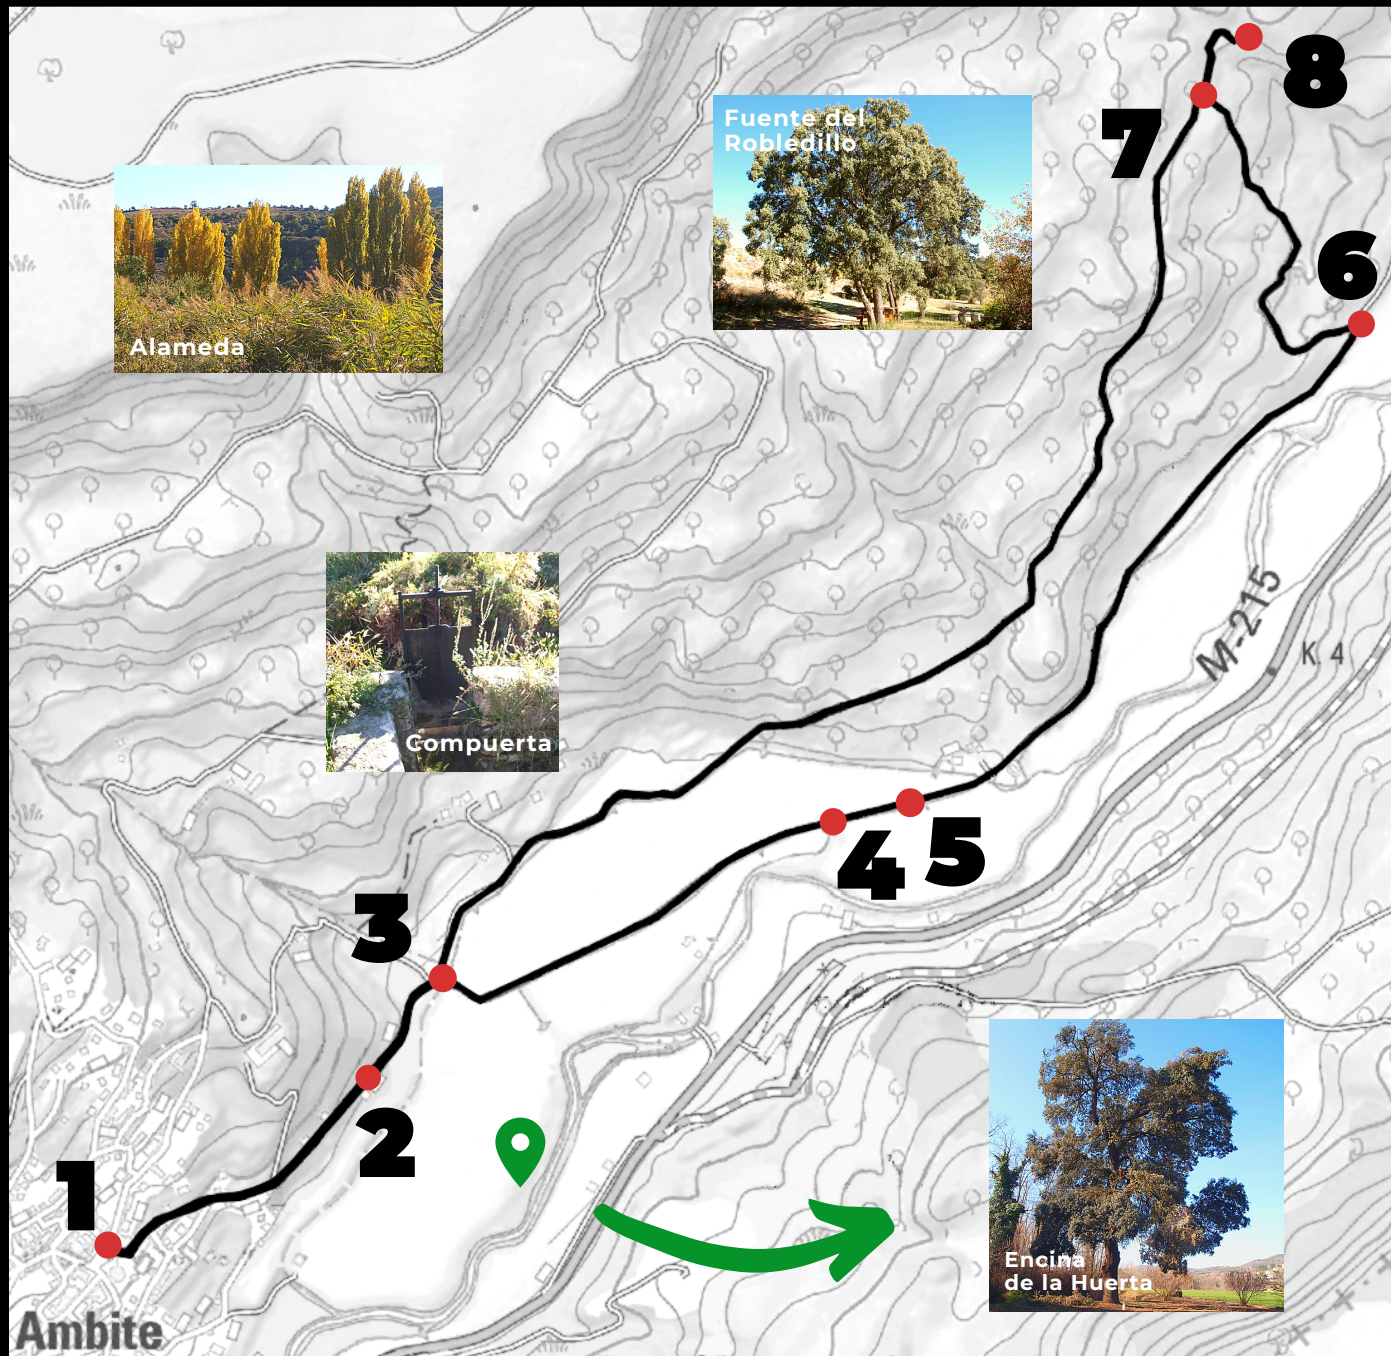 8
Fuente del
Robledillo
7
Alameda
6
M-215
K. 4
Compuerta
4
5
3
2
1
Encina
de la Huerta
Ambite